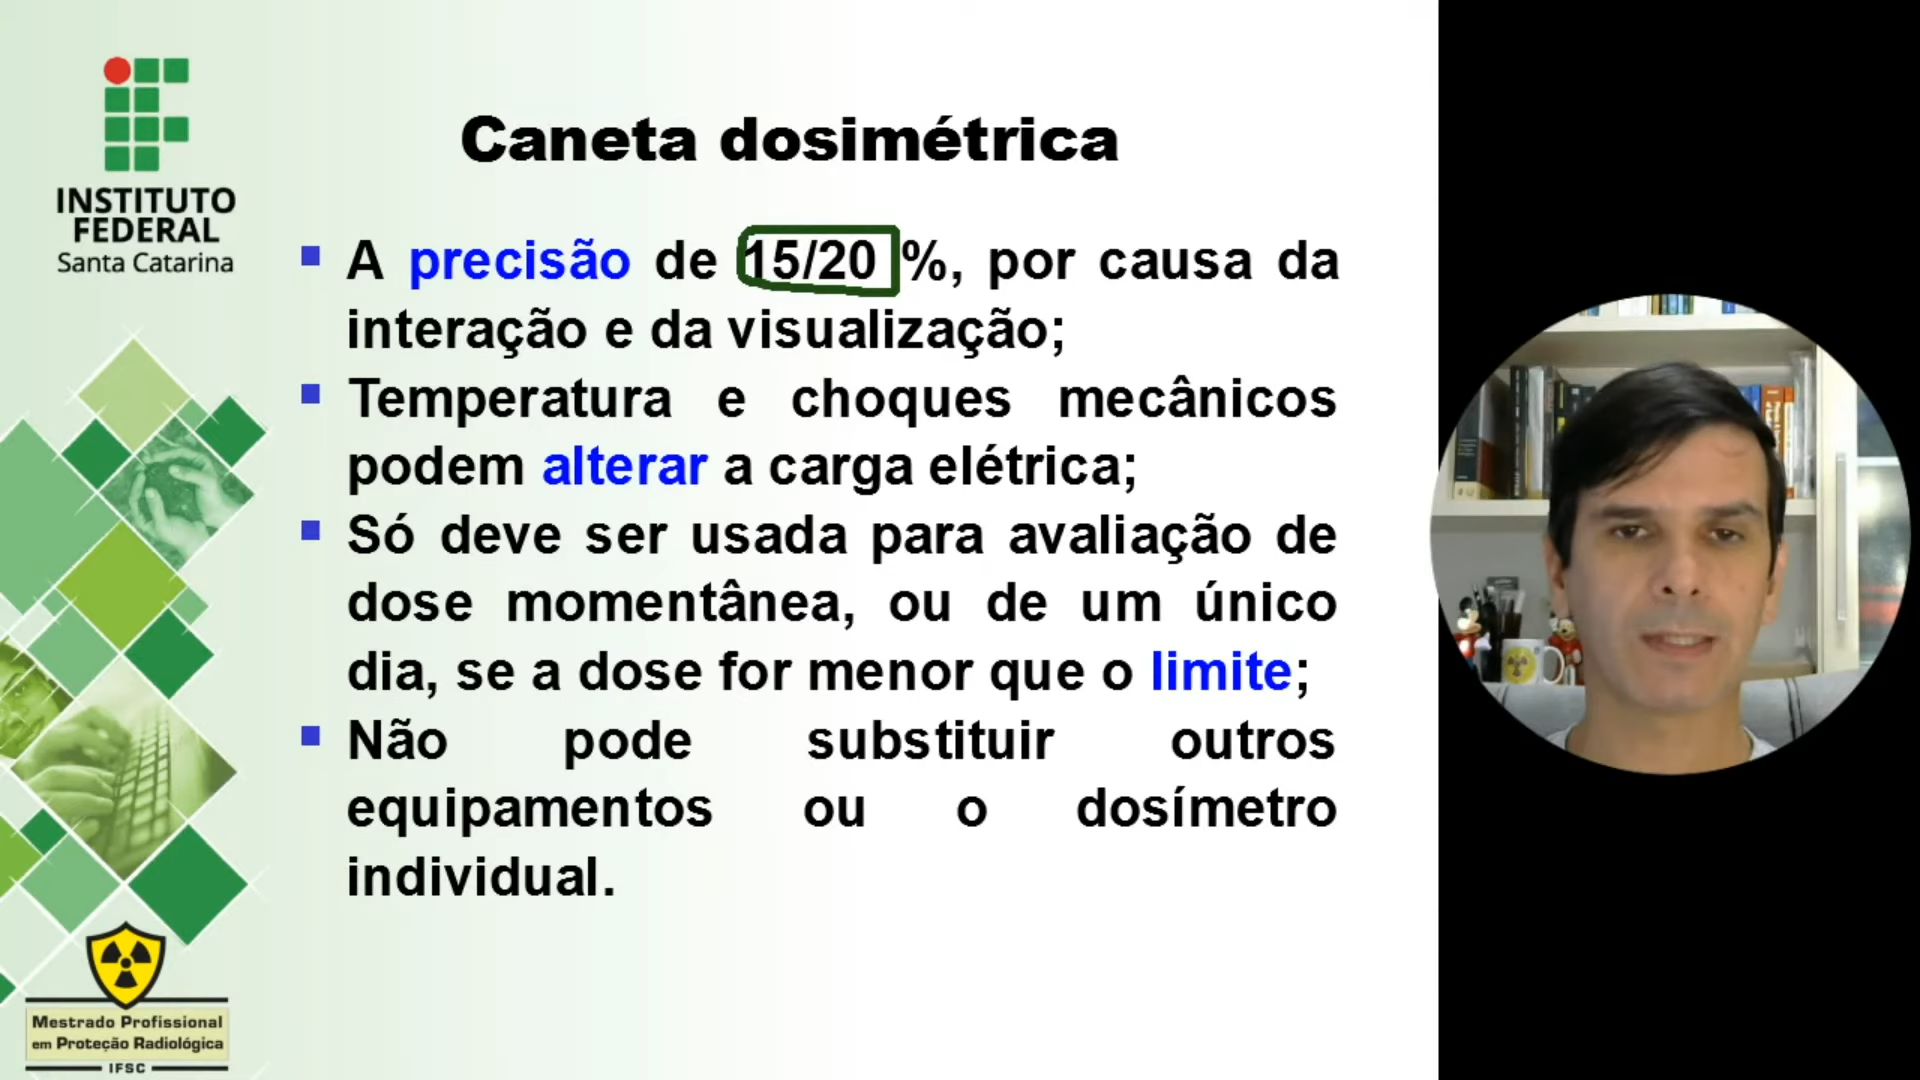 INSTITUTO
FEDERAL
Santa Catarina
Caneta dosimétrica
A precisão de 15/20 %, por causa da
interação e da visualização;
Temperatura e choques mecânicos
podem alterar a carga elétrica;
Só deve ser usada para avaliação de
dose momentânea, ou de um único
dia, se a dose for menor que o limite;
Não pode substituir outros
equipamentos ou o dosímetro
individual.
Mestrado Profissional
em Proteção Radiológica
IFSC